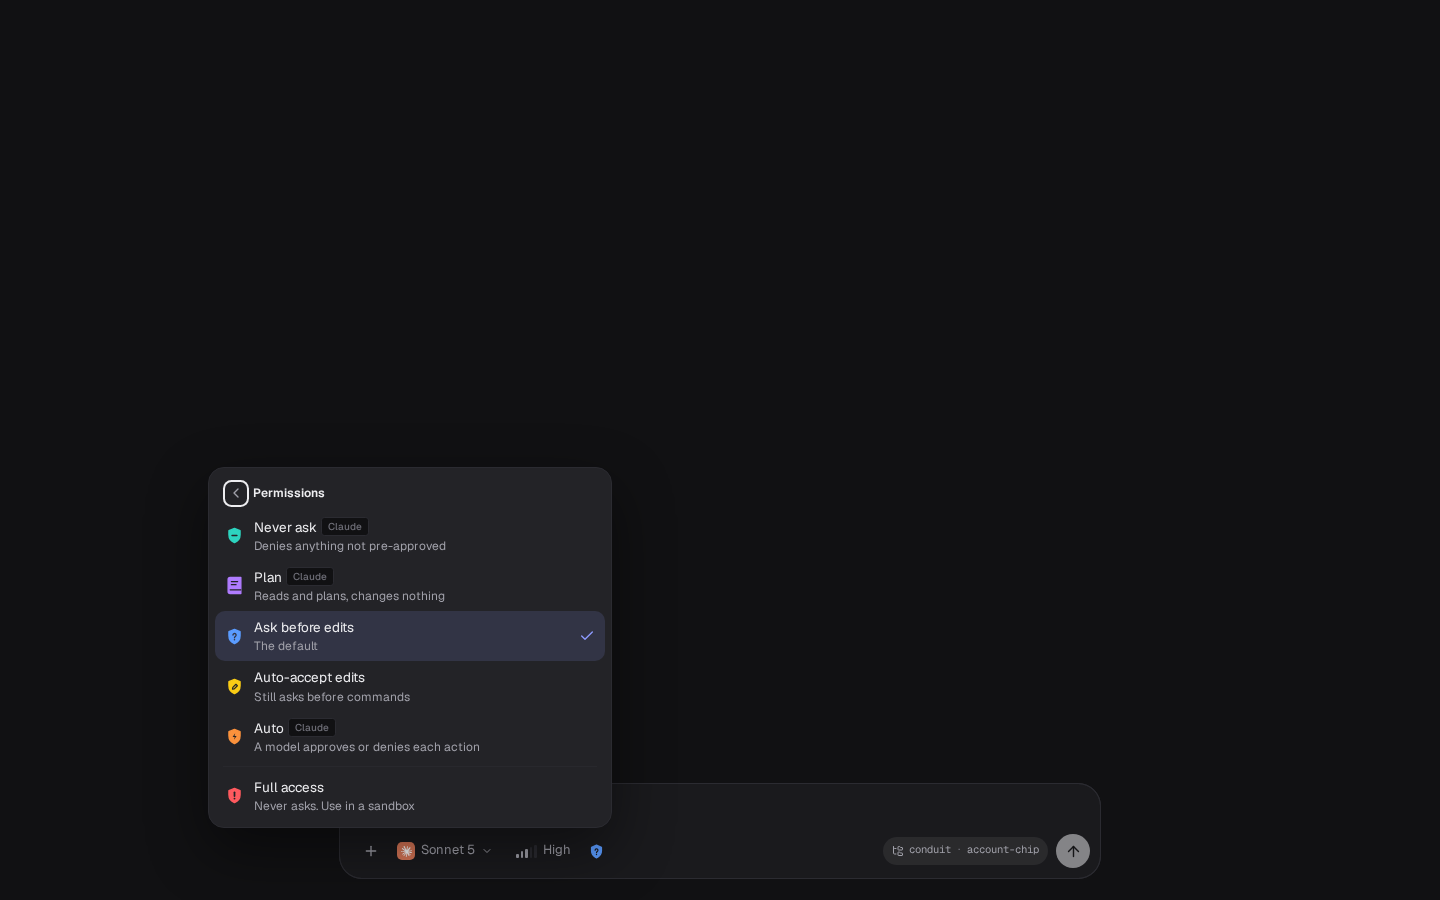 Permissions
Never ask Claude
Denies anything not pre-approved
Plan Claude
Reads and plans, changes nothing
Ask before edits
The default
Auto-accept edits
Still asks before commands
Auto Claude
A model approves or denies each action
Full access
Never asks. Use in a sandbox
Sonnet 5 High conduit · account-chip